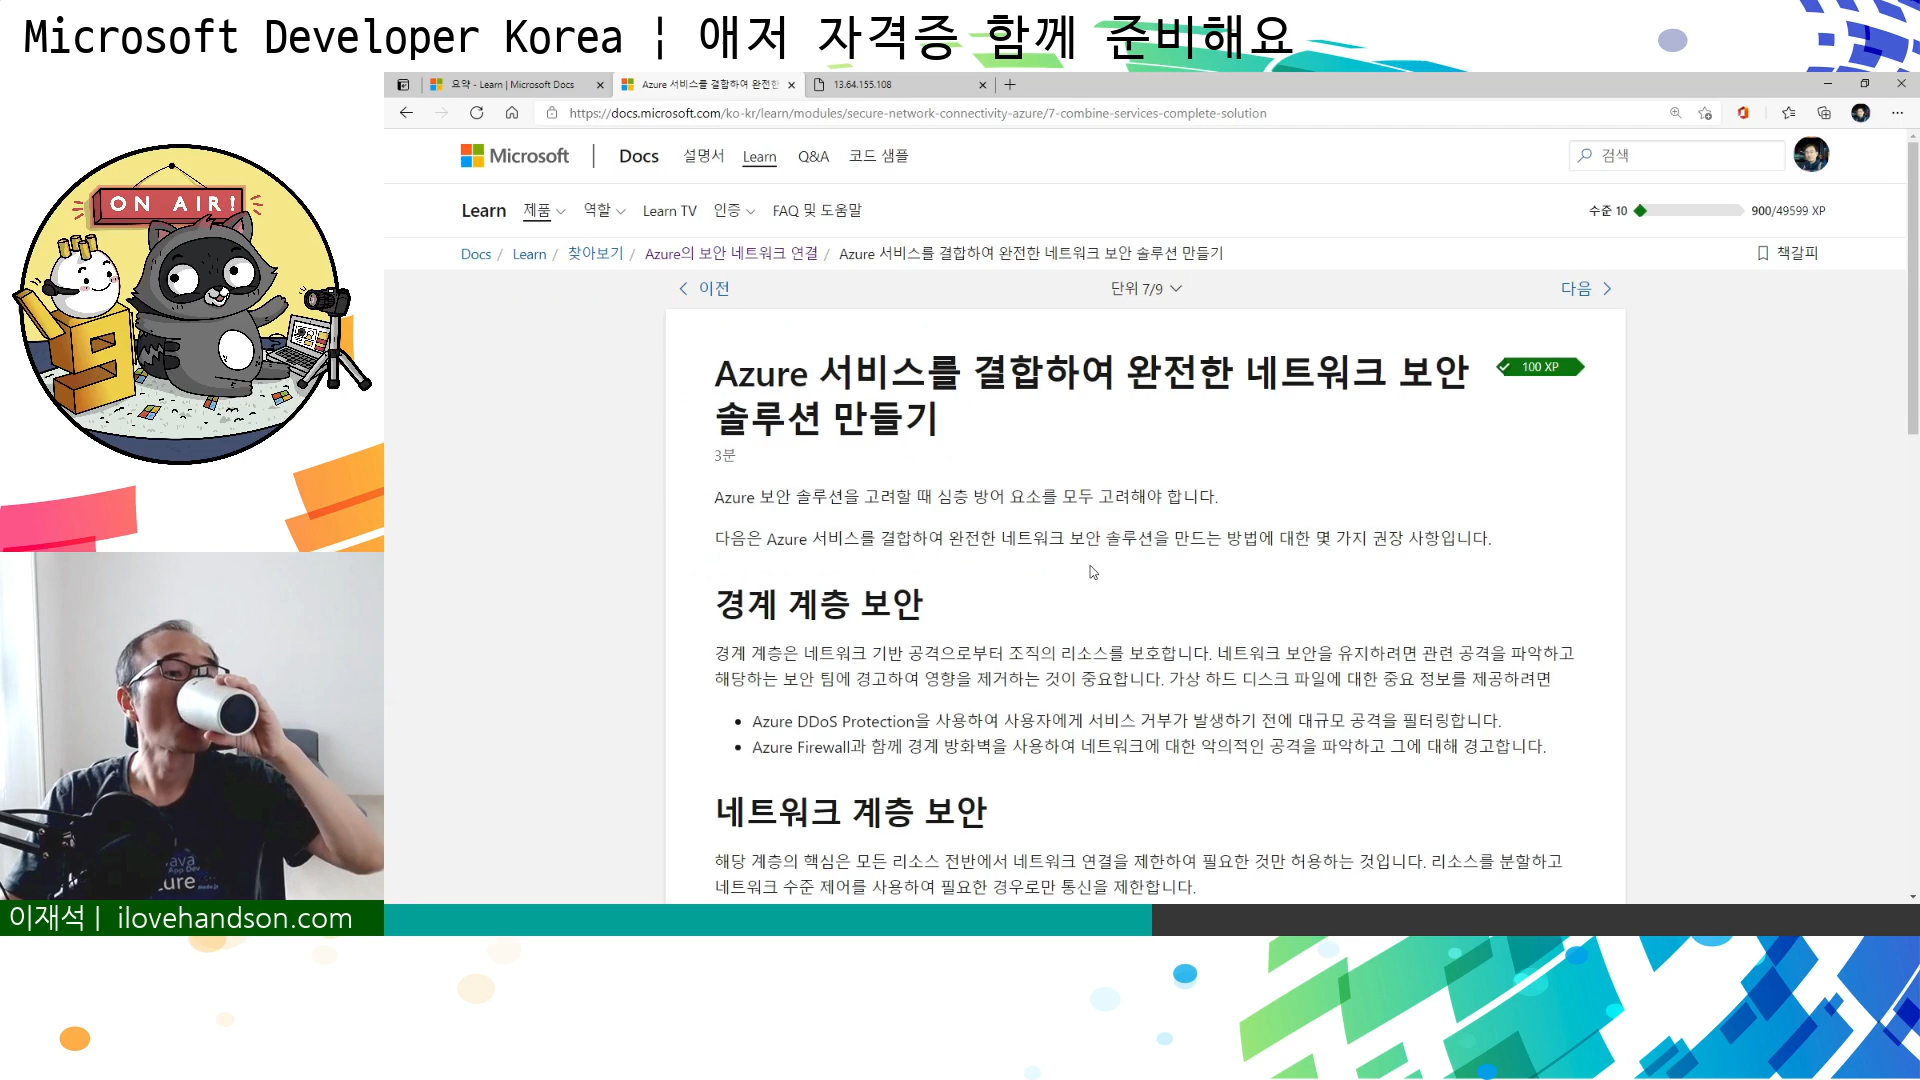 Microsoft Developer Korea | 애저 자격증 함께 준비해요
요약 - Learn | Microsoft Docs
Azure 서비스를 결합하여 완전한
13.64.155.108
https://docs.microsoft.com/ko-kr/learn/modules/secure-network-connectivity-azure/7-combine-services-complete-solution
Microsoft | Docs 설명서 Learn Q&A 코드 샘플
검색
Learn 제품 역할 Learn TV 인증 FAQ 및 도움말
수준 10 900/49599 XP
Docs / Learn / 찾아보기 / Azure의 보안 네트워크 연결 / Azure 서비스를 결합하여 완전한 네트워크 보안 솔루션 만들기
책갈피
이전
단위 7/9
다음
Azure 서비스를 결합하여 완전한 네트워크 보안
솔루션 만들기
100 XP
3분
Azure 보안 솔루션을 고려할 때 심층 방어 요소를 모두 고려해야 합니다.
다음은 Azure 서비스를 결합하여 완전한 네트워크 보안 솔루션을 만드는 방법에 대한 몇 가지 권장 사항입니다.
경계 계층 보안
경계 계층은 네트워크 기반 공격으로부터 조직의 리소스를 보호합니다. 네트워크 보안을 유지하려면 관련 공격을 파악하고
해당하는 보안 팀에 경고하여 영향을 제거하는 것이 중요합니다. 가상 하드 디스크 파일에 대한 중요 정보를 제공하려면
• Azure DDoS Protection을 사용하여 사용자에게 서비스 거부가 발생하기 전에 대규모 공격을 필터링합니다.
• Azure Firewall과 함께 경계 방화벽을 사용하여 네트워크에 대한 악의적인 공격을 파악하고 그에 대해 경고합니다.
네트워크 계층 보안
해당 계층의 핵심은 모든 리소스 전반에서 네트워크 연결을 제한하여 필요한 것만 허용하는 것입니다. 리소스를 분할하고
네트워크 수준 제어를 사용하여 필요한 경우로만 통신을 제한합니다.
ON AIR!
9
이재석 | ilovehandson.com